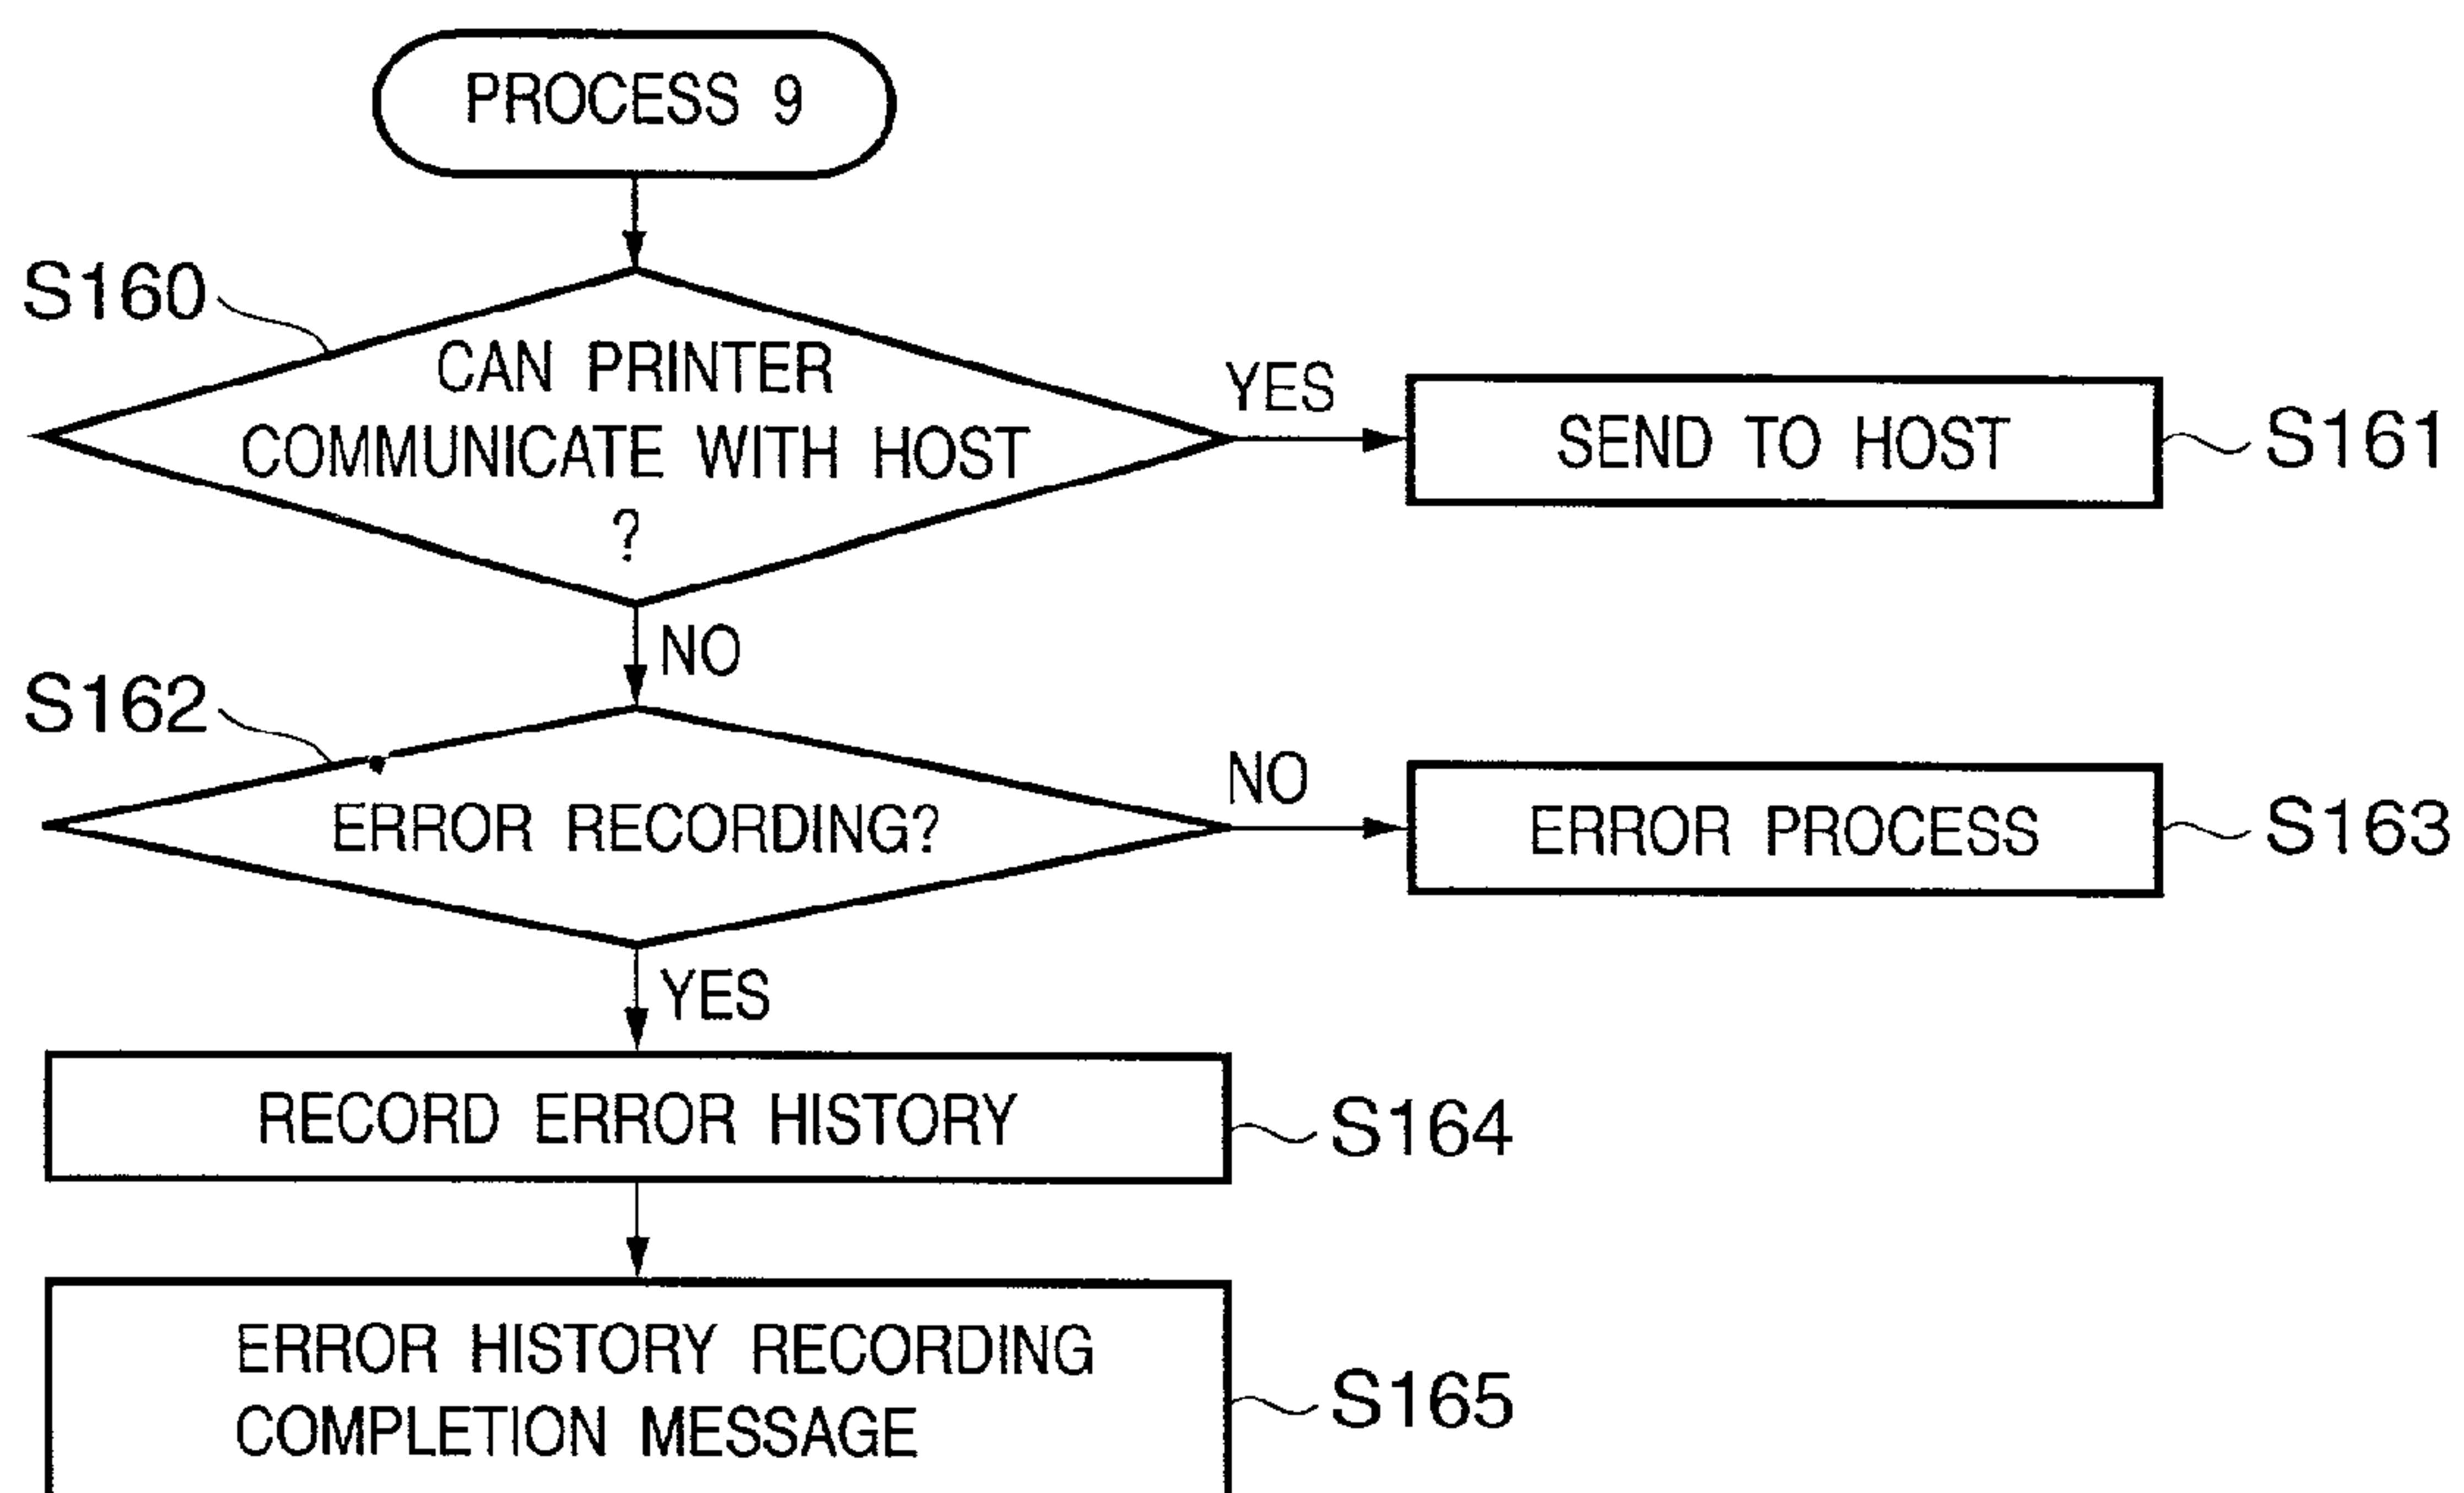 PROCESS 9
S160
CAN PRINTER
COMMUNICATE WITH HOST
?
YES
SEND TO HOST
S161
NO
S162
ERROR RECORDING?
NO
ERROR PROCESS
S163
YES
RECORD ERROR HISTORY
S164
ERROR HISTORY RECORDING
COMPLETION MESSAGE
S165